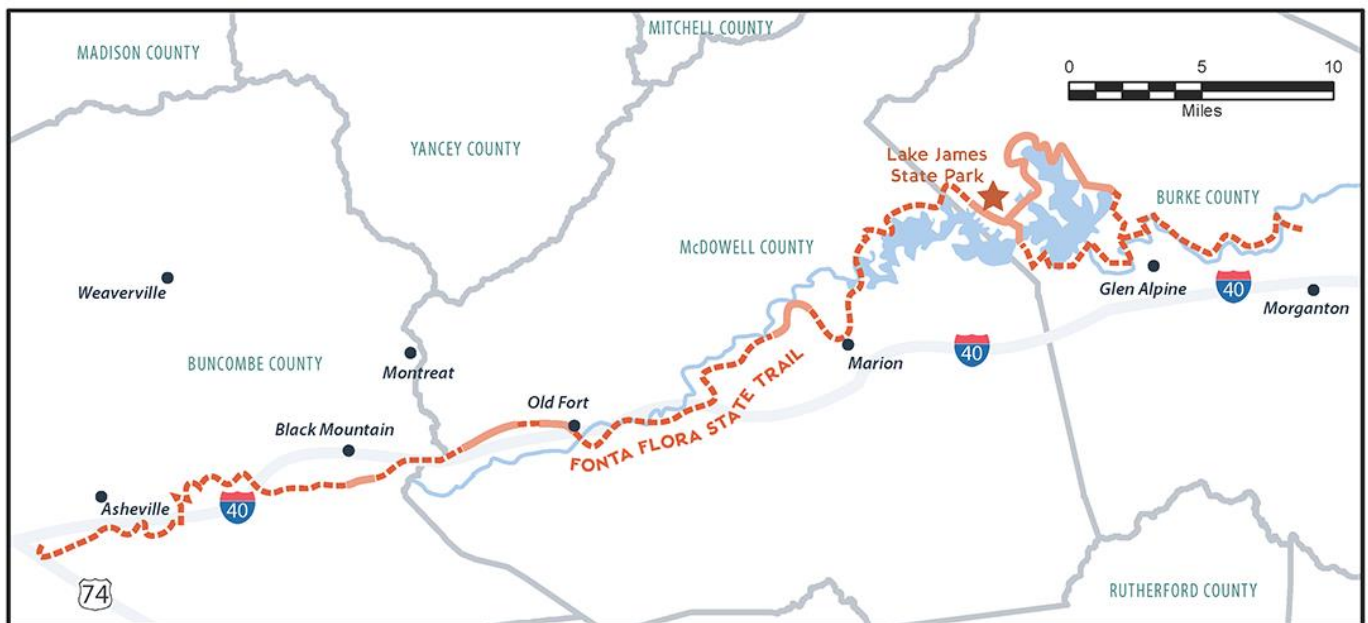 MITCHELL COUNTY
MADISON COUNTY
0 5 10
Miles
YANCEY COUNTY
Lake James
State Park
BURKE COUNTY
McDOWELL COUNTY
Weaverville
Glen Alpine
40
Morganton
40
Marion
BUNCOMBE COUNTY
Montreat
Old Fort
FONTA FLORA STATE TRAIL
Black Mountain
Asheville
40
74
RUTHERFORD COUNTY